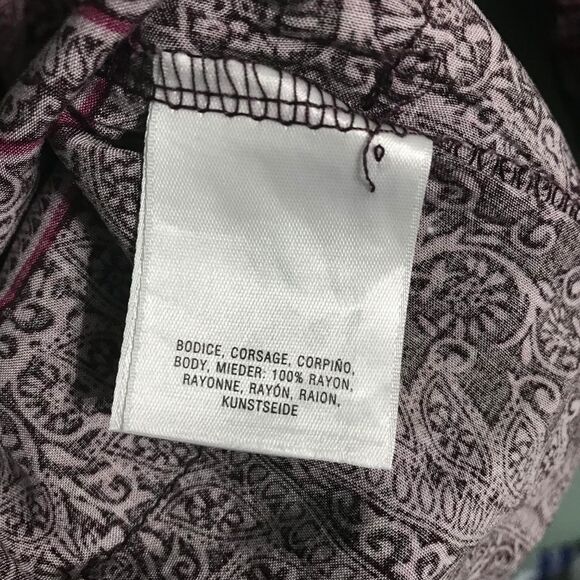 BODICE, CORSAGE, CORPIÑO,
BODY, MIEDER: 100% RAYON,
RAYONNE, RAYÓN, RAION,
KUNSTSEIDE